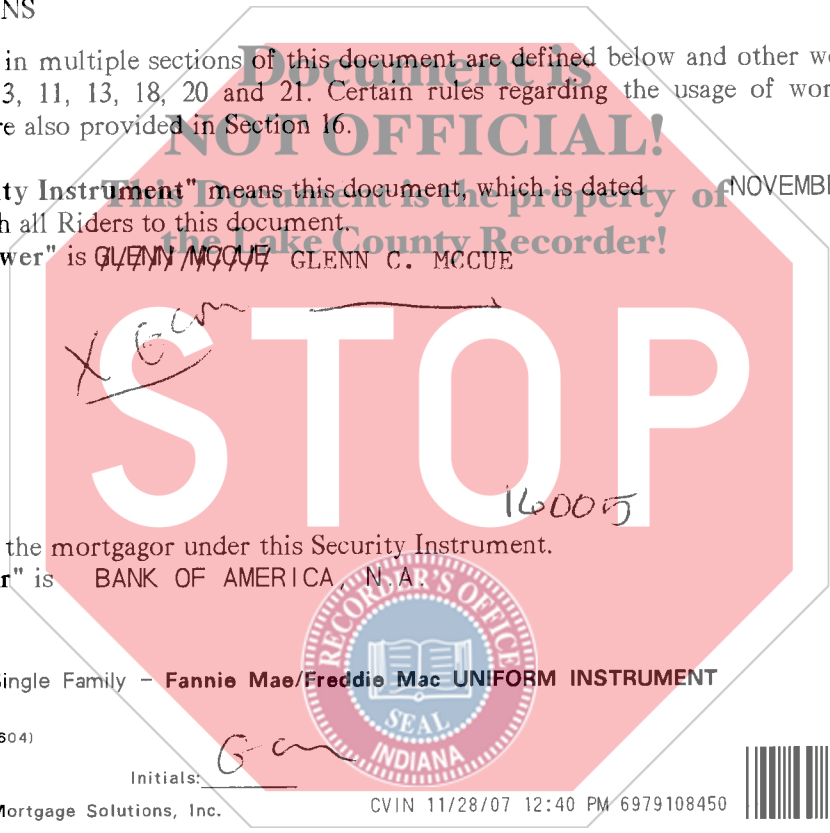 NS
in multiple sections of this document are defined below and other wo
3, 11, 13, 18, 20 and 21. Certain rules regarding the usage of wor
re also provided in Section 16.
Document is
NOT OFFICIAL!
This Document is the property of
the Lake County Recorder!
ty Instrument" means this document, which is dated NOVEMBE
h all Riders to this document.
wer" is GLENN MCCUE GLENN C. MCCUE
X GCM
STOP
16005
the mortgagor under this Security Instrument.
r" is BANK OF AMERICA, N.A.
RECORDER'S OFFICE
SEAL
INDIANA
ingle Family – Fannie Mae/Freddie Mac UNIFORM INSTRUMENT
604)
Initials: GCM
Mortgage Solutions, Inc.
CVIN 11/28/07 12:40 PM 6979108450